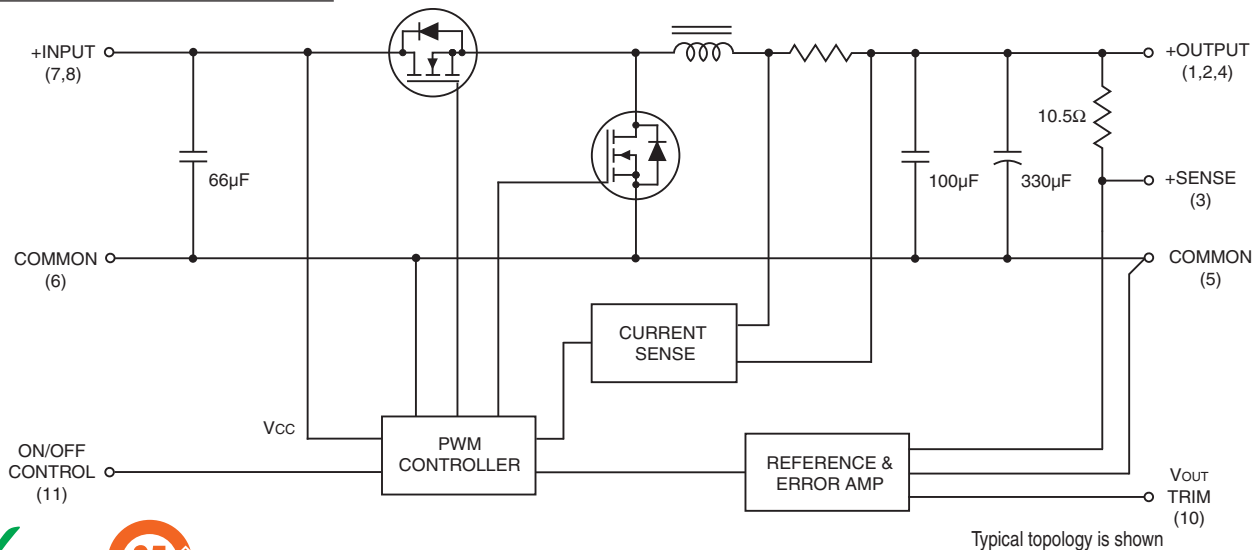 +INPUT
(7,8)
+OUTPUT
(1,2,4)
10.5Ω
66µF
100µF
330µF
+SENSE
(3)
COMMON
(6)
COMMON
(5)
CURRENT
SENSE
VCC
ON/OFF
CONTROL
(11)
PWM
CONTROLLER
REFERENCE &
ERROR AMP
VOUT
TRIM
(10)
Typical topology is shown